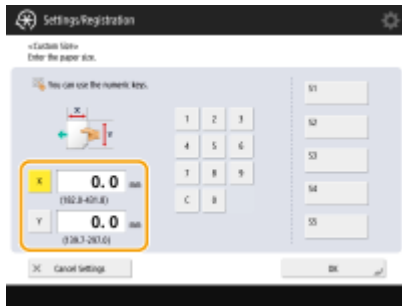 Settings/Registration
<Custom Size>
Enter the paper size.
You can use the numeric keys.
X
Y
1 2 3
4 5 6
7 8 9
C 0
X 0.0 mm
(182.0-431.8)
Y 0.0 mm
(139.7-297.0)
S1
S2
S3
S4
S5
Cancel Settings
OK